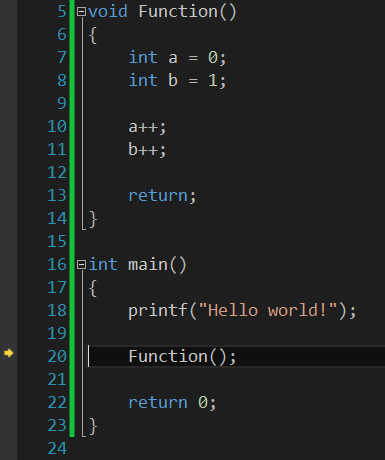 5 void Function()
6 {
7 int a = 0;
8 int b = 1;
9
10 a++;
11 b++;
12
13 return;
14 }
15
16 int main()
17 {
18 printf("Hello world!");
19
20 Function();
21
22 return 0;
23 }
24